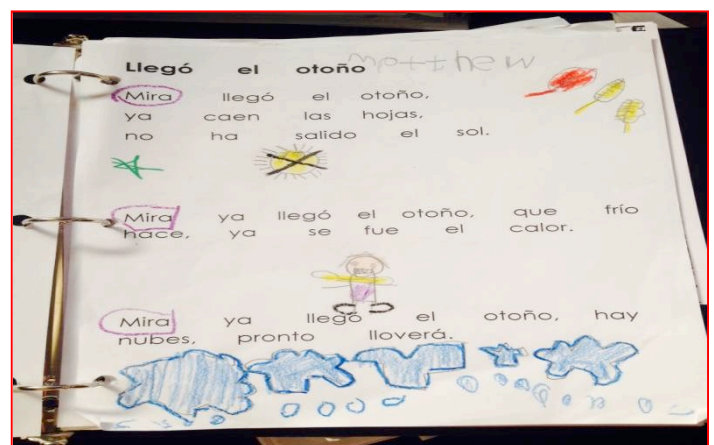 Llegó el otoño
Matthew
Mira llegó el otoño,
ya caen las hojas,
no ha salido el sol.
Mira ya llegó el otoño, que frío
hace, ya se fue el calor.
Mira ya llegó el otoño, hay
nubes, pronto lloverá.